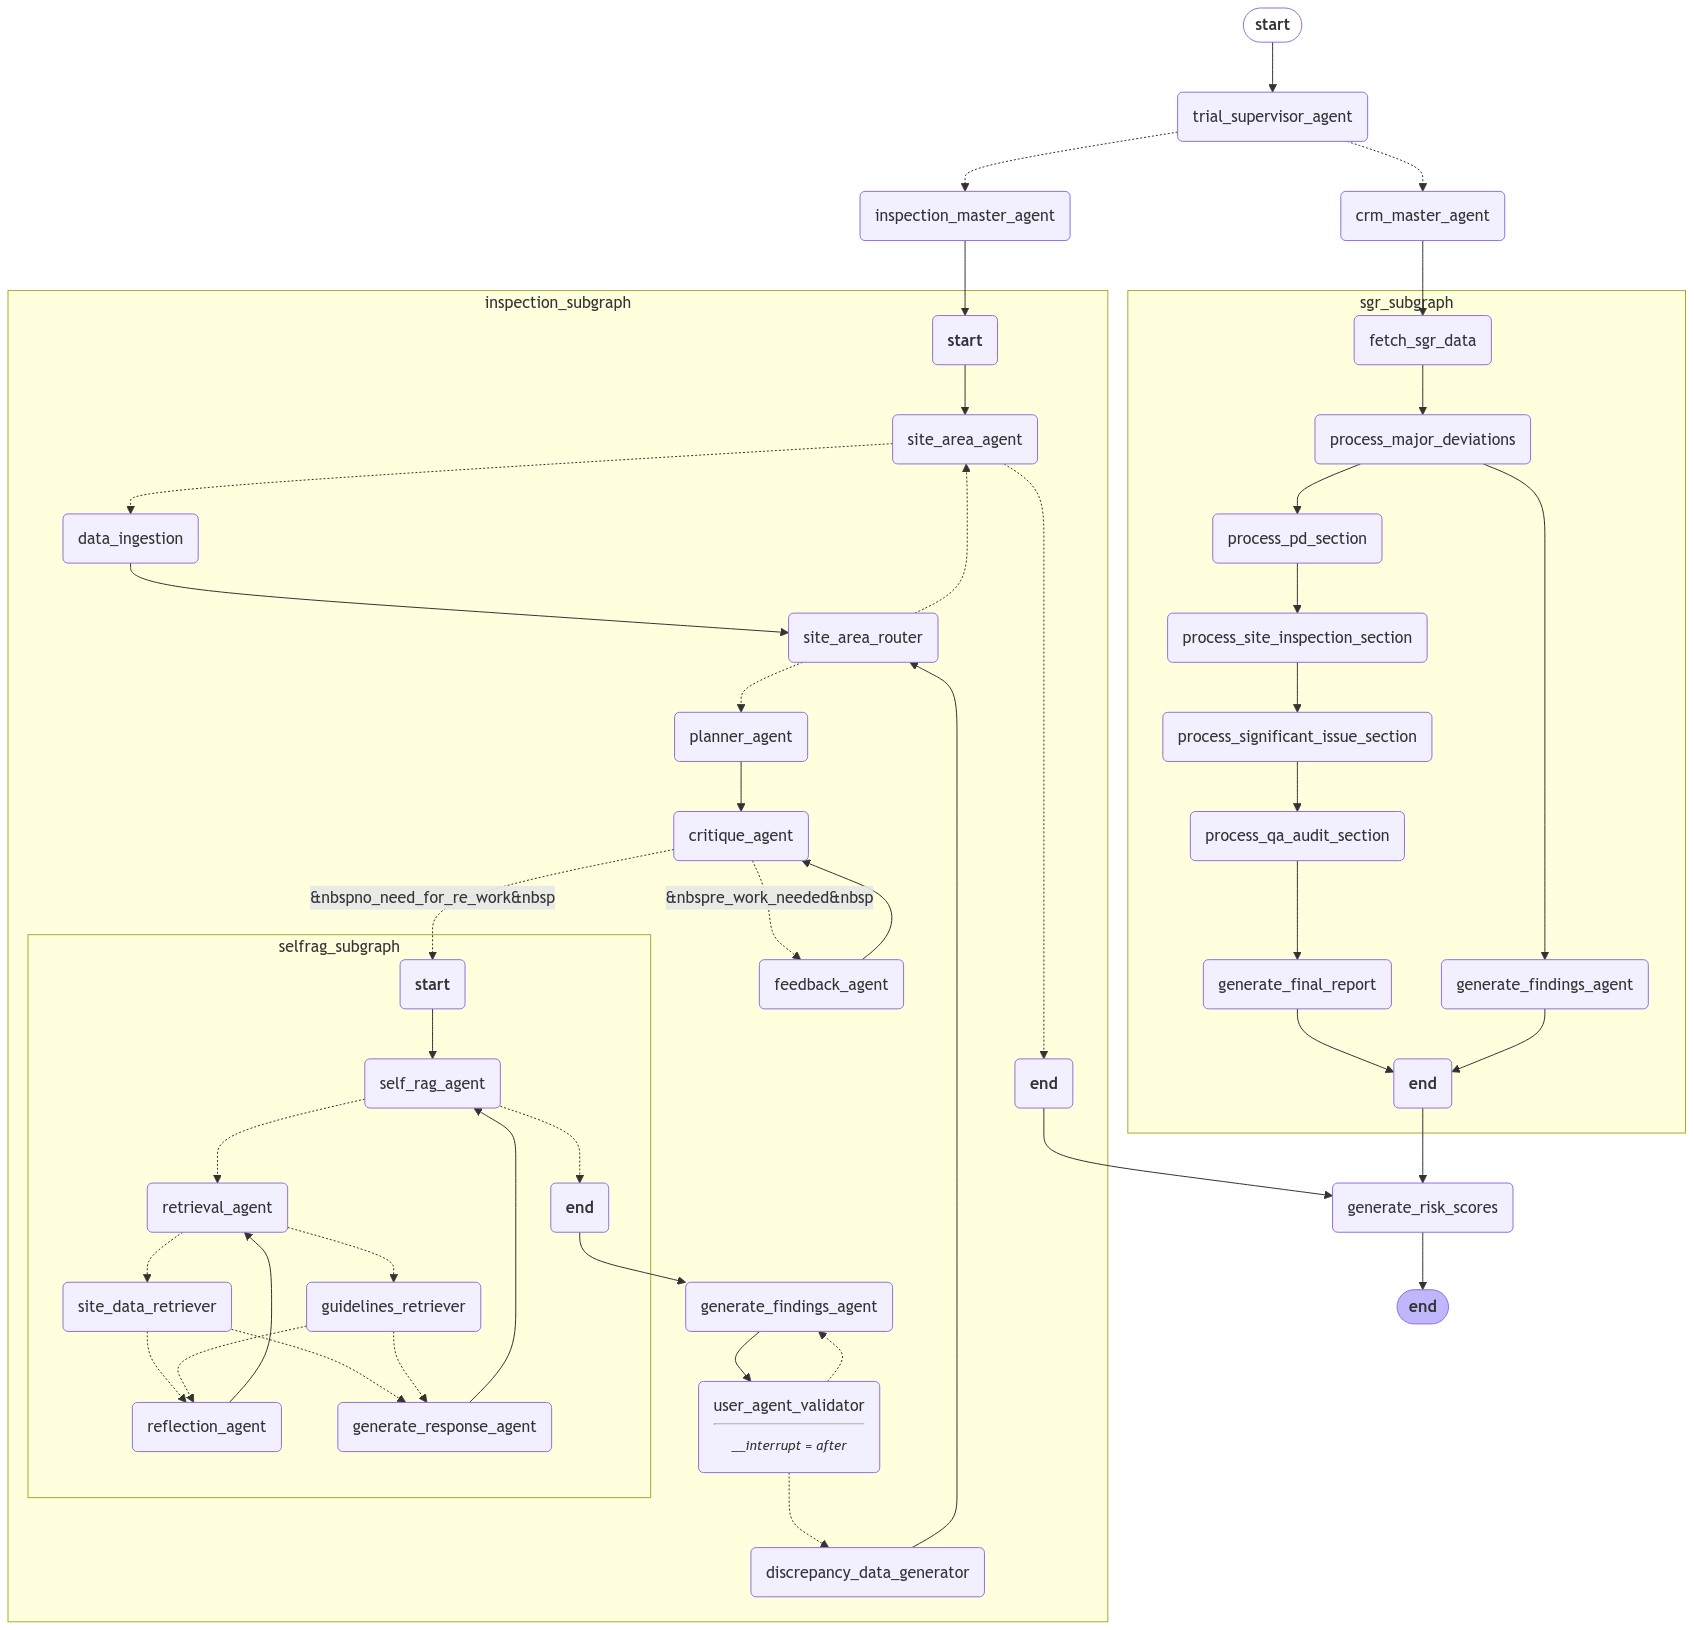 start
trial_supervisor_agent
inspection_master_agent
crm_master_agent
inspection_subgraph
sgr_subgraph
start
fetch_sgr_data
site_area_agent
process_major_deviations
data_ingestion
process_pd_section
site_area_router
process_site_inspection_section
planner_agent
process_significant_issue_section
critique_agent
process_qa_audit_section
&nbspno_need_for_re_work&nbsp
&nbspre_work_needed&nbsp
selfrag_subgraph
start
feedback_agent
generate_final_report
generate_findings_agent
self_rag_agent
end
end
retrieval_agent
end
generate_risk_scores
site_data_retriever
guidelines_retriever
generate_findings_agent
end
user_agent_validator
__interrupt = after
reflection_agent
generate_response_agent
discrepancy_data_generator